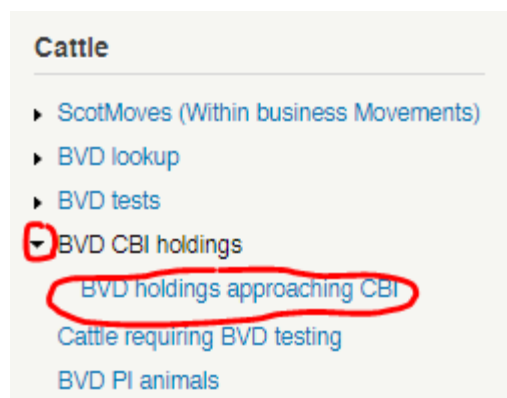 Cattle
ScotMoves (Within business Movements)
BVD lookup
BVD tests
BVD CBI holdings
BVD holdings approaching CBI
Cattle requiring BVD testing
BVD PI animals